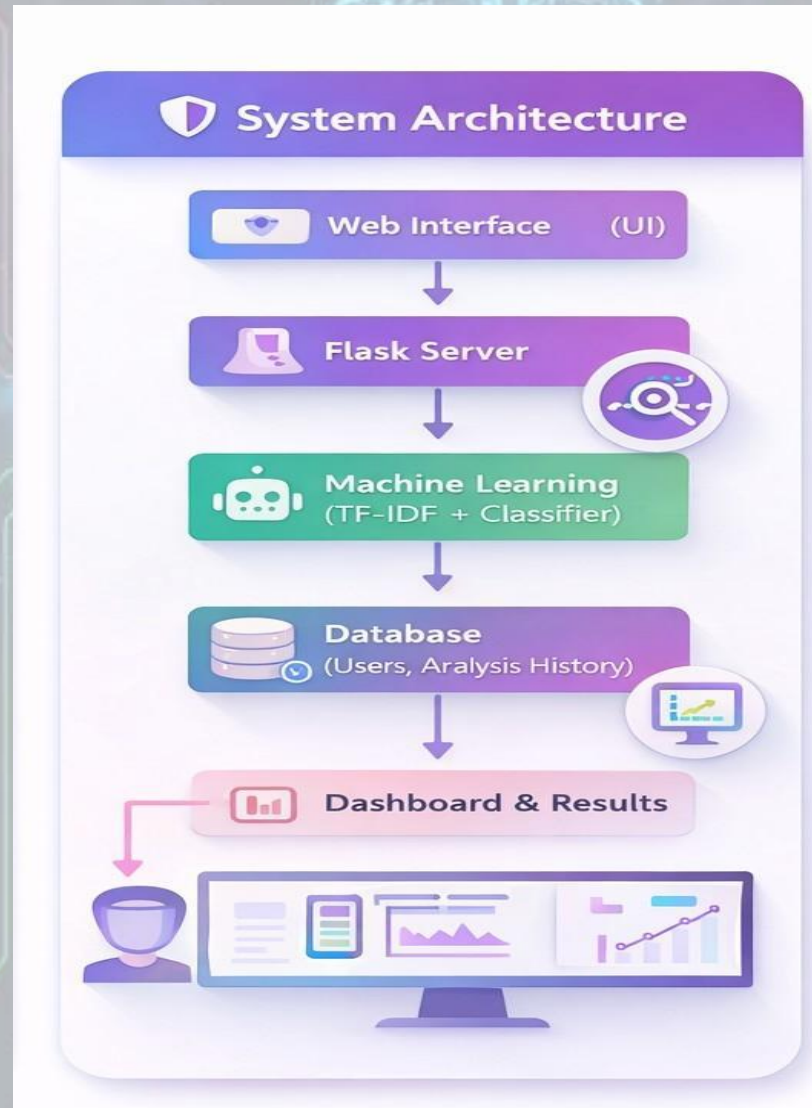 System Architecture
Web Interface (UI)
Flask Server
Machine Learning
(TF-IDF + Classifier)
Database
(Users, Aralysis History)
Dashboard & Results